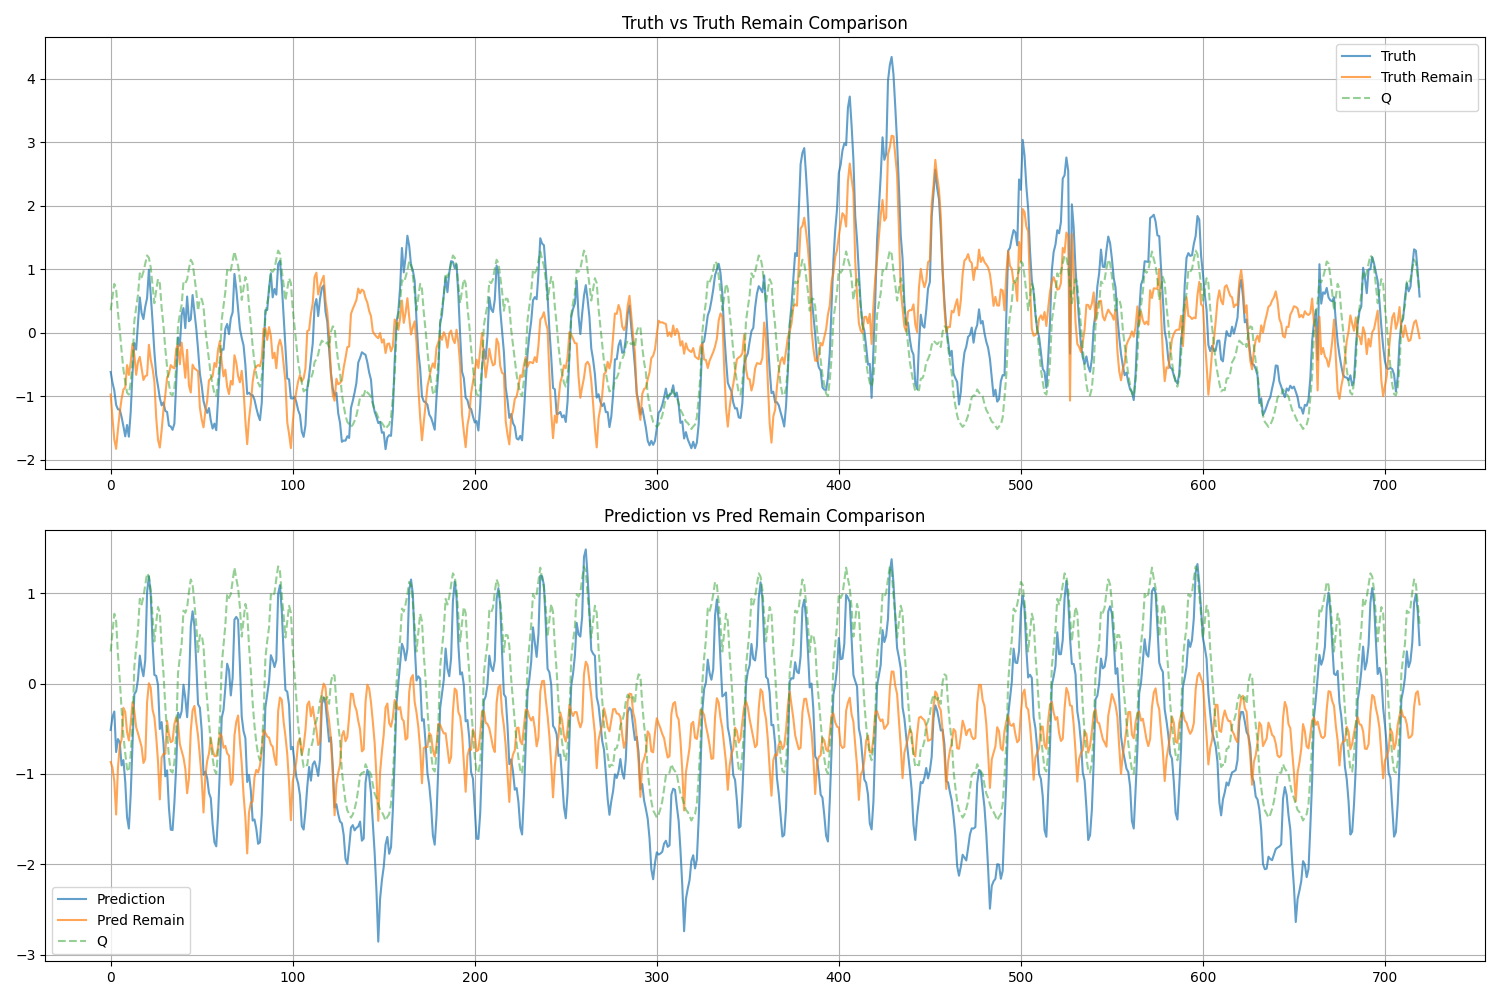 Truth vs Truth Remain Comparison
4
3
2
1
0
−1
−2
Truth
Truth Remain
Q
0 100 200 300 400 500 600 700
Prediction vs Pred Remain Comparison
1
0
−1
−2
−3
Prediction
Pred Remain
Q
0 100 200 300 400 500 600 700